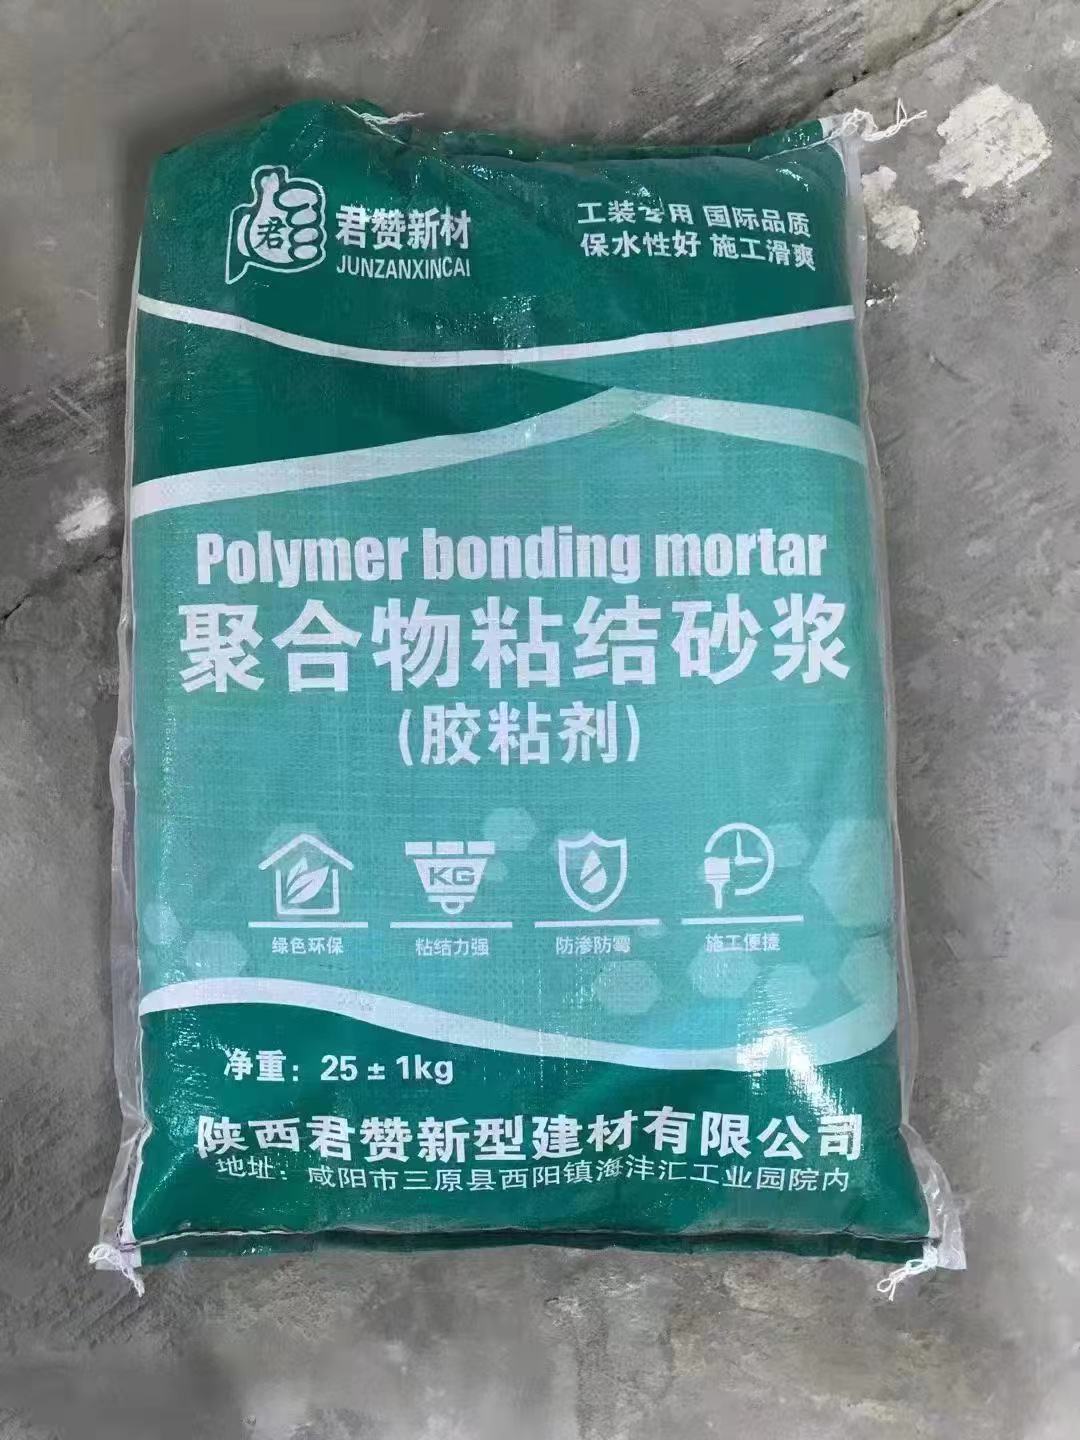 君
君赞新材
JUNZANXINCAI
工装专用 国际品质
保水性好 施工滑爽
Polymer bonding mortar
聚合物粘结砂浆
(胶粘剂)
KG
绿色环保 粘结力强 防渗防霉 施工便捷
净重：25±1kg
陕西君赞新型建材有限公司
地址：咸阳市三原县西阳镇海沣汇工业园院内